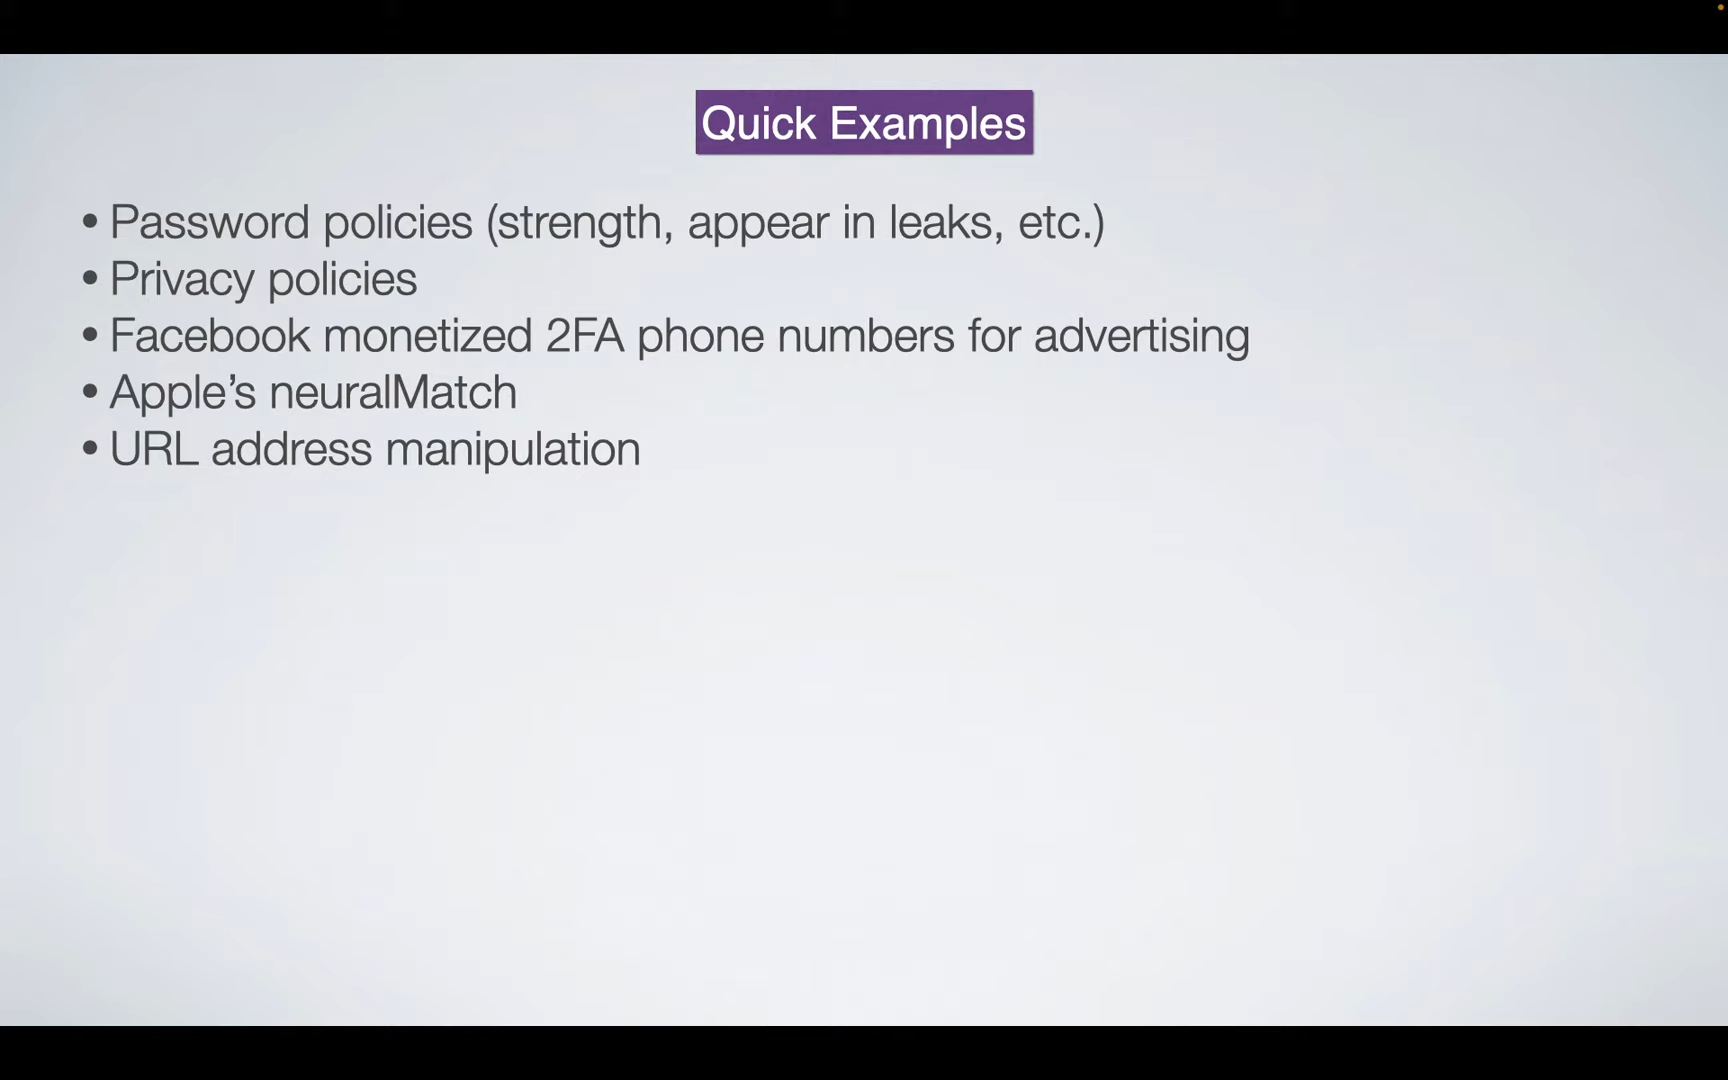 Quick Examples
• Password policies (strength, appear in leaks, etc.)
• Privacy policies
• Facebook monetized 2FA phone numbers for advertising
• Apple’s neuralMatch
• URL address manipulation